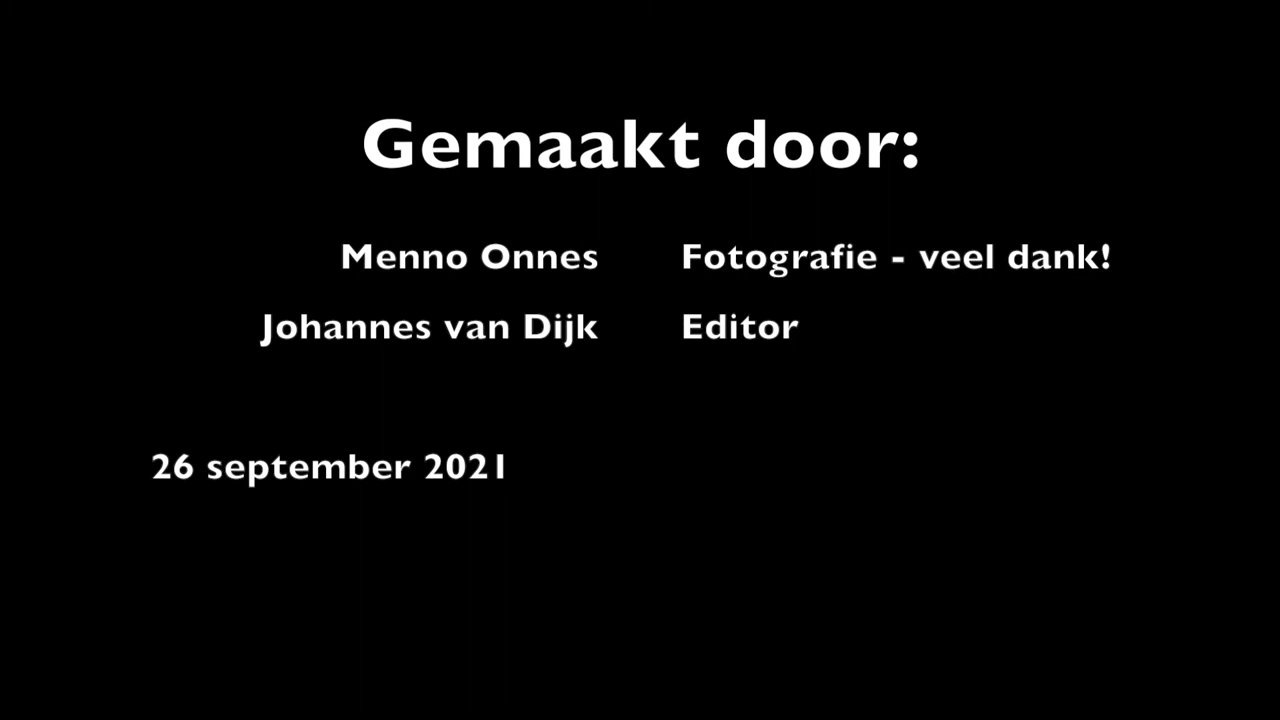 Gemaakt door:
Menno Onnes Fotografie - veel dank!
Johannes van Dijk Editor
26 september 2021